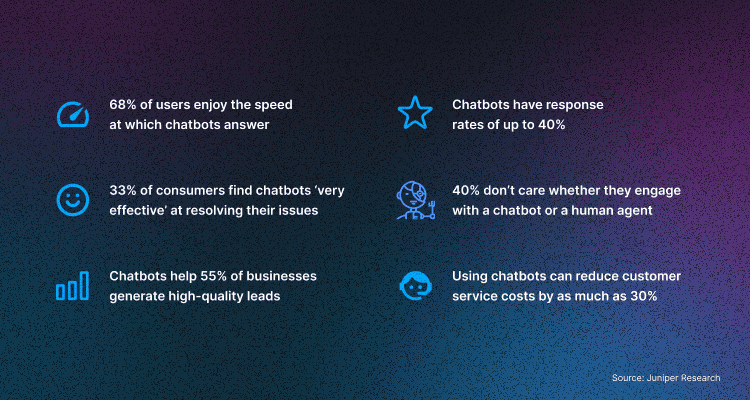 68% of users enjoy the speed
at which chatbots answer
Chatbots have response
rates of up to 40%
33% of consumers find chatbots ‘very
effective’ at resolving their issues
40% don’t care whether they engage
with a chatbot or a human agent
Chatbots help 55% of businesses
generate high-quality leads
Using chatbots can reduce customer
service costs by as much as 30%
Source: Juniper Research